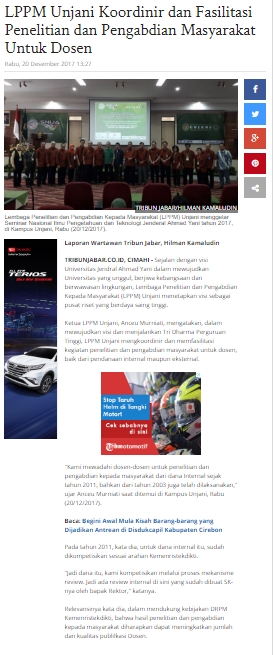 LPPM Unjani Koordinir dan Fasilitasi
Penelitian dan Pengabdian Masyarakat
Untuk Dosen
Rabu, 20 Desember 2017 13:27
TRIBUN JABAR/HILMAN KAMALUDIN
Lembaga Penelitian dan Pengabdian Kepada Masyarakat (LPPM) Unjani menggelar
Seminar Nasional Ilmu Pengetahuan dan Teknologi Jenderal Ahmad Yani tahun 2017,
di Kampus Unjani, Rabu (20/12/2017).
Laporan Wartawan Tribun Jabar, Hilman Kamaludin
TRIBUNJABAR.CO.ID, CIMAHI - Sejalan dengan visi
Universitas Jendral Ahmad Yani dalam mewujudkan
Universitas yang unggul, berjiwa kebangsaan dan
berwawasan lingkungan, Lembaga Penelitian dan Pengabdian
Kepada Masyarakat (LPPM) Unjani menetapkan visi sebagai
pusat riset yang berdaya saing tinggi.
DAIHATSU
TERIOS
Ketua LPPM Unjani, Anceu Murniati, mengatakan, dalam
mewujudkan visi dan menjalankan Tri Dharma Perguruan
Tinggi, LPPM Unjani mengkoordinir dan memfasilitasi
kegiatan penelitian dan pengabdian masyarakat untuk dosen,
baik dari pendanaan internal maupun eksternal.
Stop Taruh
Helm di Tangki
Motor!
Cek sebabnya
di sini
otomotif
"Kami mewadahi dosen-dosen untuk penelitian dan
pengabdian kepada masyarakat dari dana Internal sejak
tahun 2011, bahkan dari tahun 2003 juga telah dilaksanakan,"
ujar Anceu Murniati saat ditemui di Kampus Unjani, Rabu
(20/12/2017).
Baca: Begini Awal Mula Kisah Barang-barang yang
Dijadikan Antrean di Disdukcapil Kabupaten Cirebon
Pada tahun 2011, kata dia, untuk dana internal itu, sudah
dikompetisikan sesuai arahan Kemenristekdikti.
"Jadi dana itu, kami kompetisikan melalui proses mekanisme
review. Jadi ada review internal di sini yang sudah dibuat SK-
nya oleh bapak Rektor," katanya.
Relevansinya kata dia, dalam mendukung kebijakan DRPM
Kemenristekdikti, bahwa hasil penelitian dan pengabdian
kepada masyarakat diharapkan dapat meningkatkan jumlah
dan kualitas publikasi Dosen.